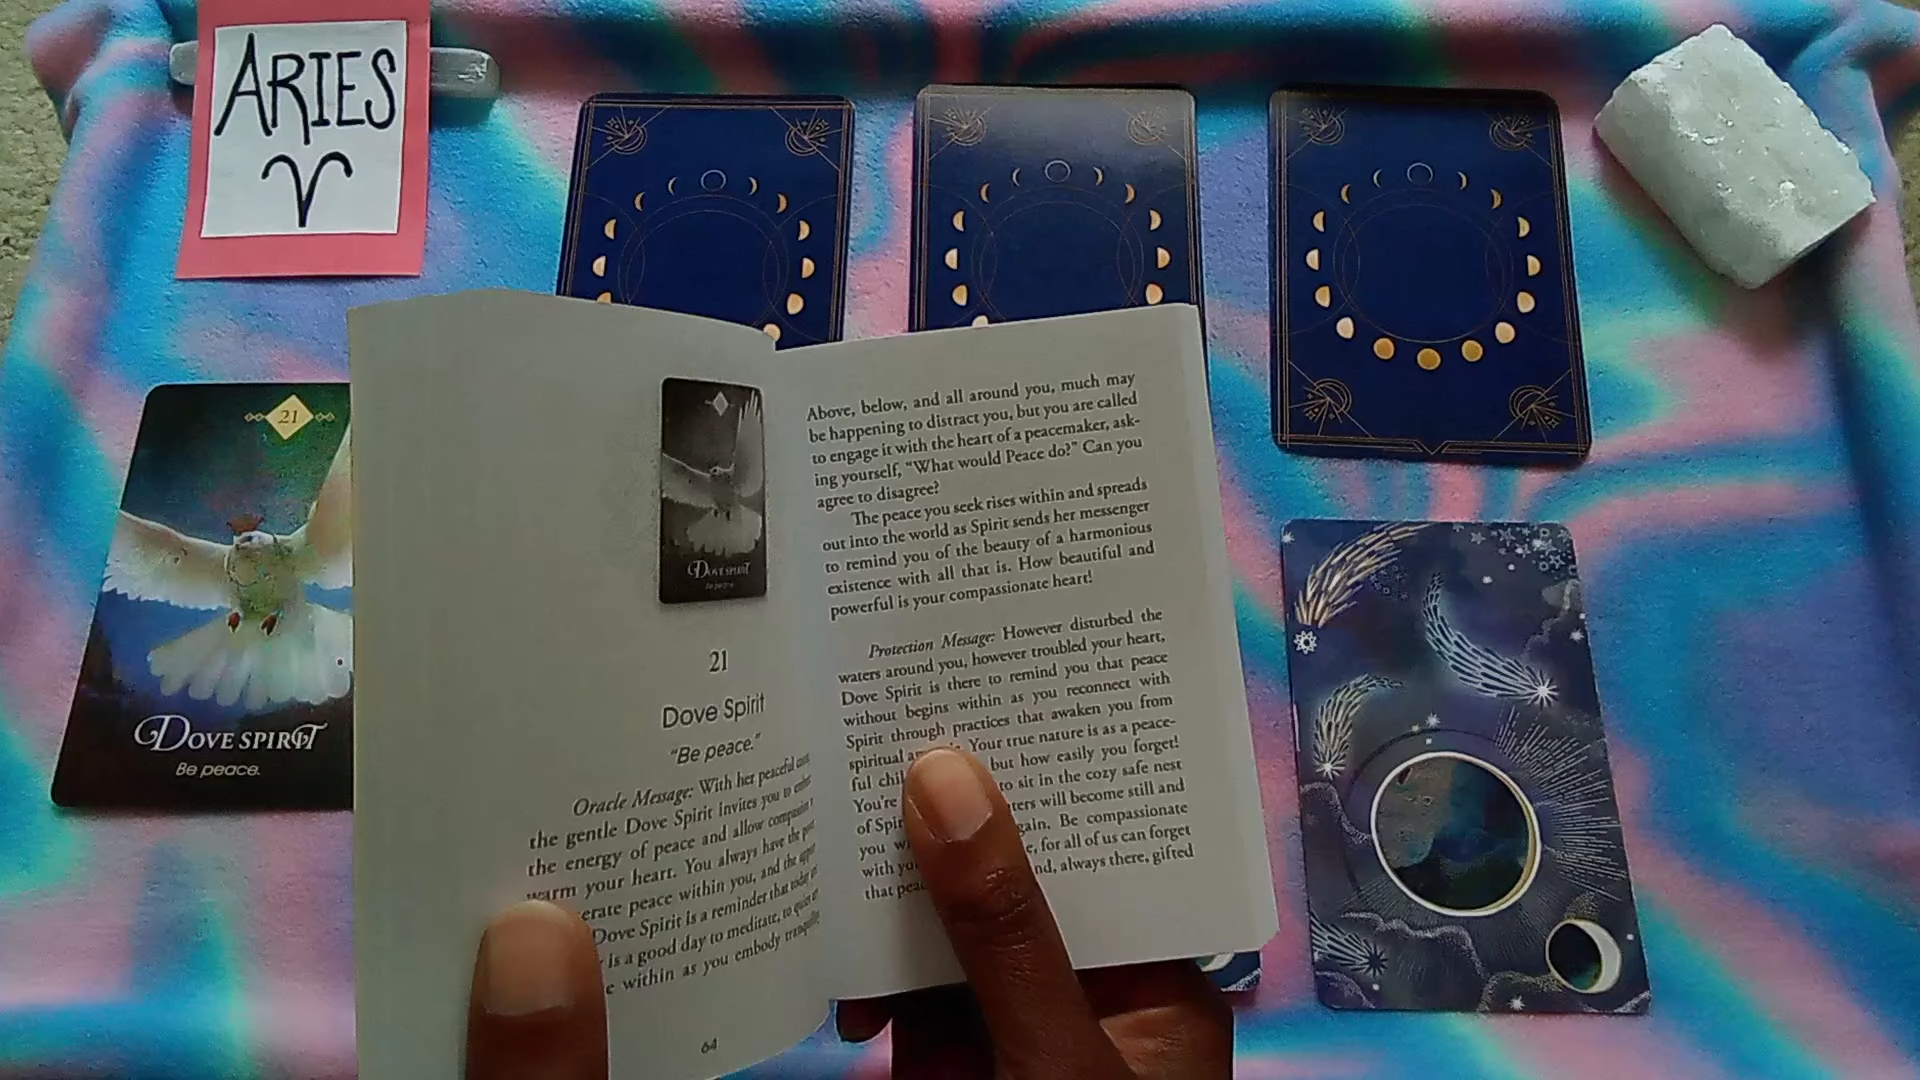 ARIES
21
DOVE SPIRIT
Be peace.
DOVE SPIRIT
Be peace.
21
Dove Spirit
"Be peace."
Oracle Message: With her peaceful
the gentle Dove Spirit invites you to
the energy of peace and allow
warm your heart. You always have the
erate peace within you, and the
Dove Spirit is a reminder that today
is a good day to meditate, to quiet
within as you embody
64
Above, below, and all around you, much may
be happening to distract you, but you are called
to engage it with the heart of a peacemaker, ask-
ing yourself, "What would Peace do?" Can you
agree to disagree?
The peace you seek rises within and spreads
out into the world as Spirit sends her messenger
to remind you of the beauty of a harmonious
existence with all that is. How beautiful and
powerful is your compassionate heart!
Protection Message: However disturbed the
waters around you, however troubled your heart,
Dove Spirit is there to remind you that peace
without begins within as you reconnect with
Spirit through practices that awaken you from
spiritual Your true nature is as a peace-
ful but how easily you forget!
You're to sit in the cozy safe nest
of will become still and
you gain. Be compassionate
with for all of us can forget
that always there, gifted